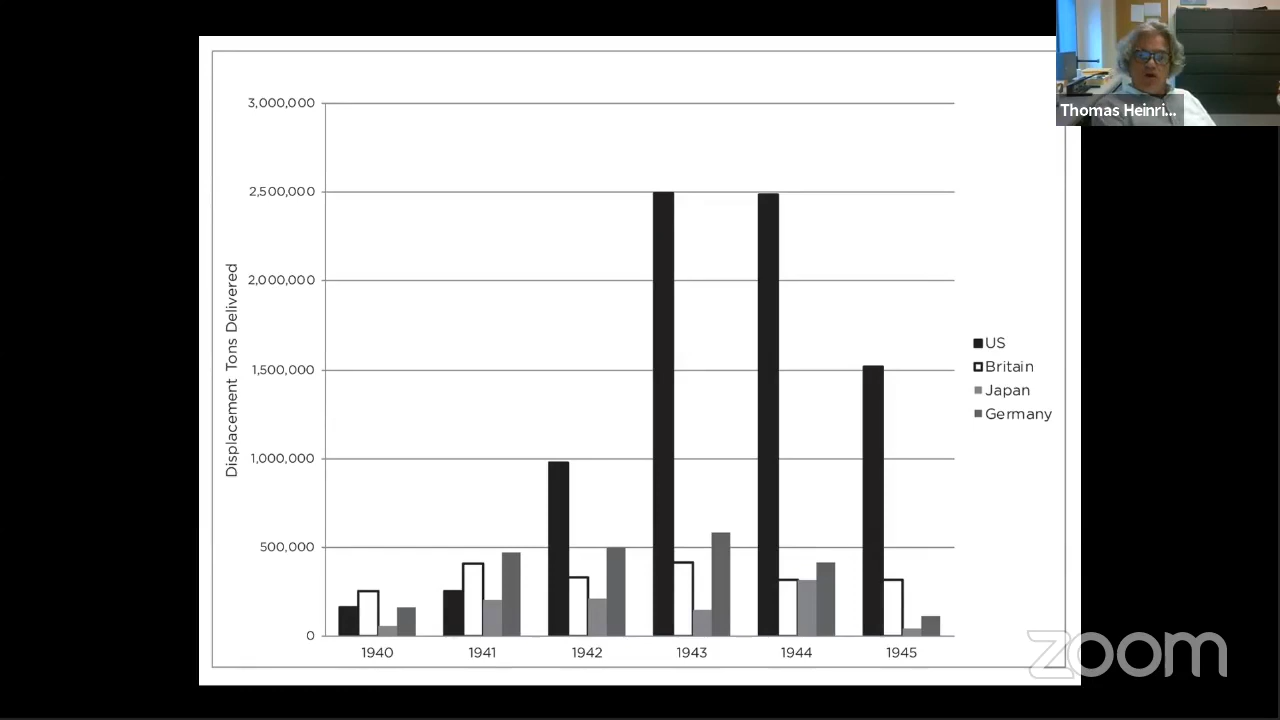 Thomas Heinri...
3,000,000
2,500,000
2,000,000
1,500,000
1,000,000
500,000
0
Displacement Tons Delivered
1940 1941 1942 1943 1944 1945
US
Britain
Japan
Germany
zoom